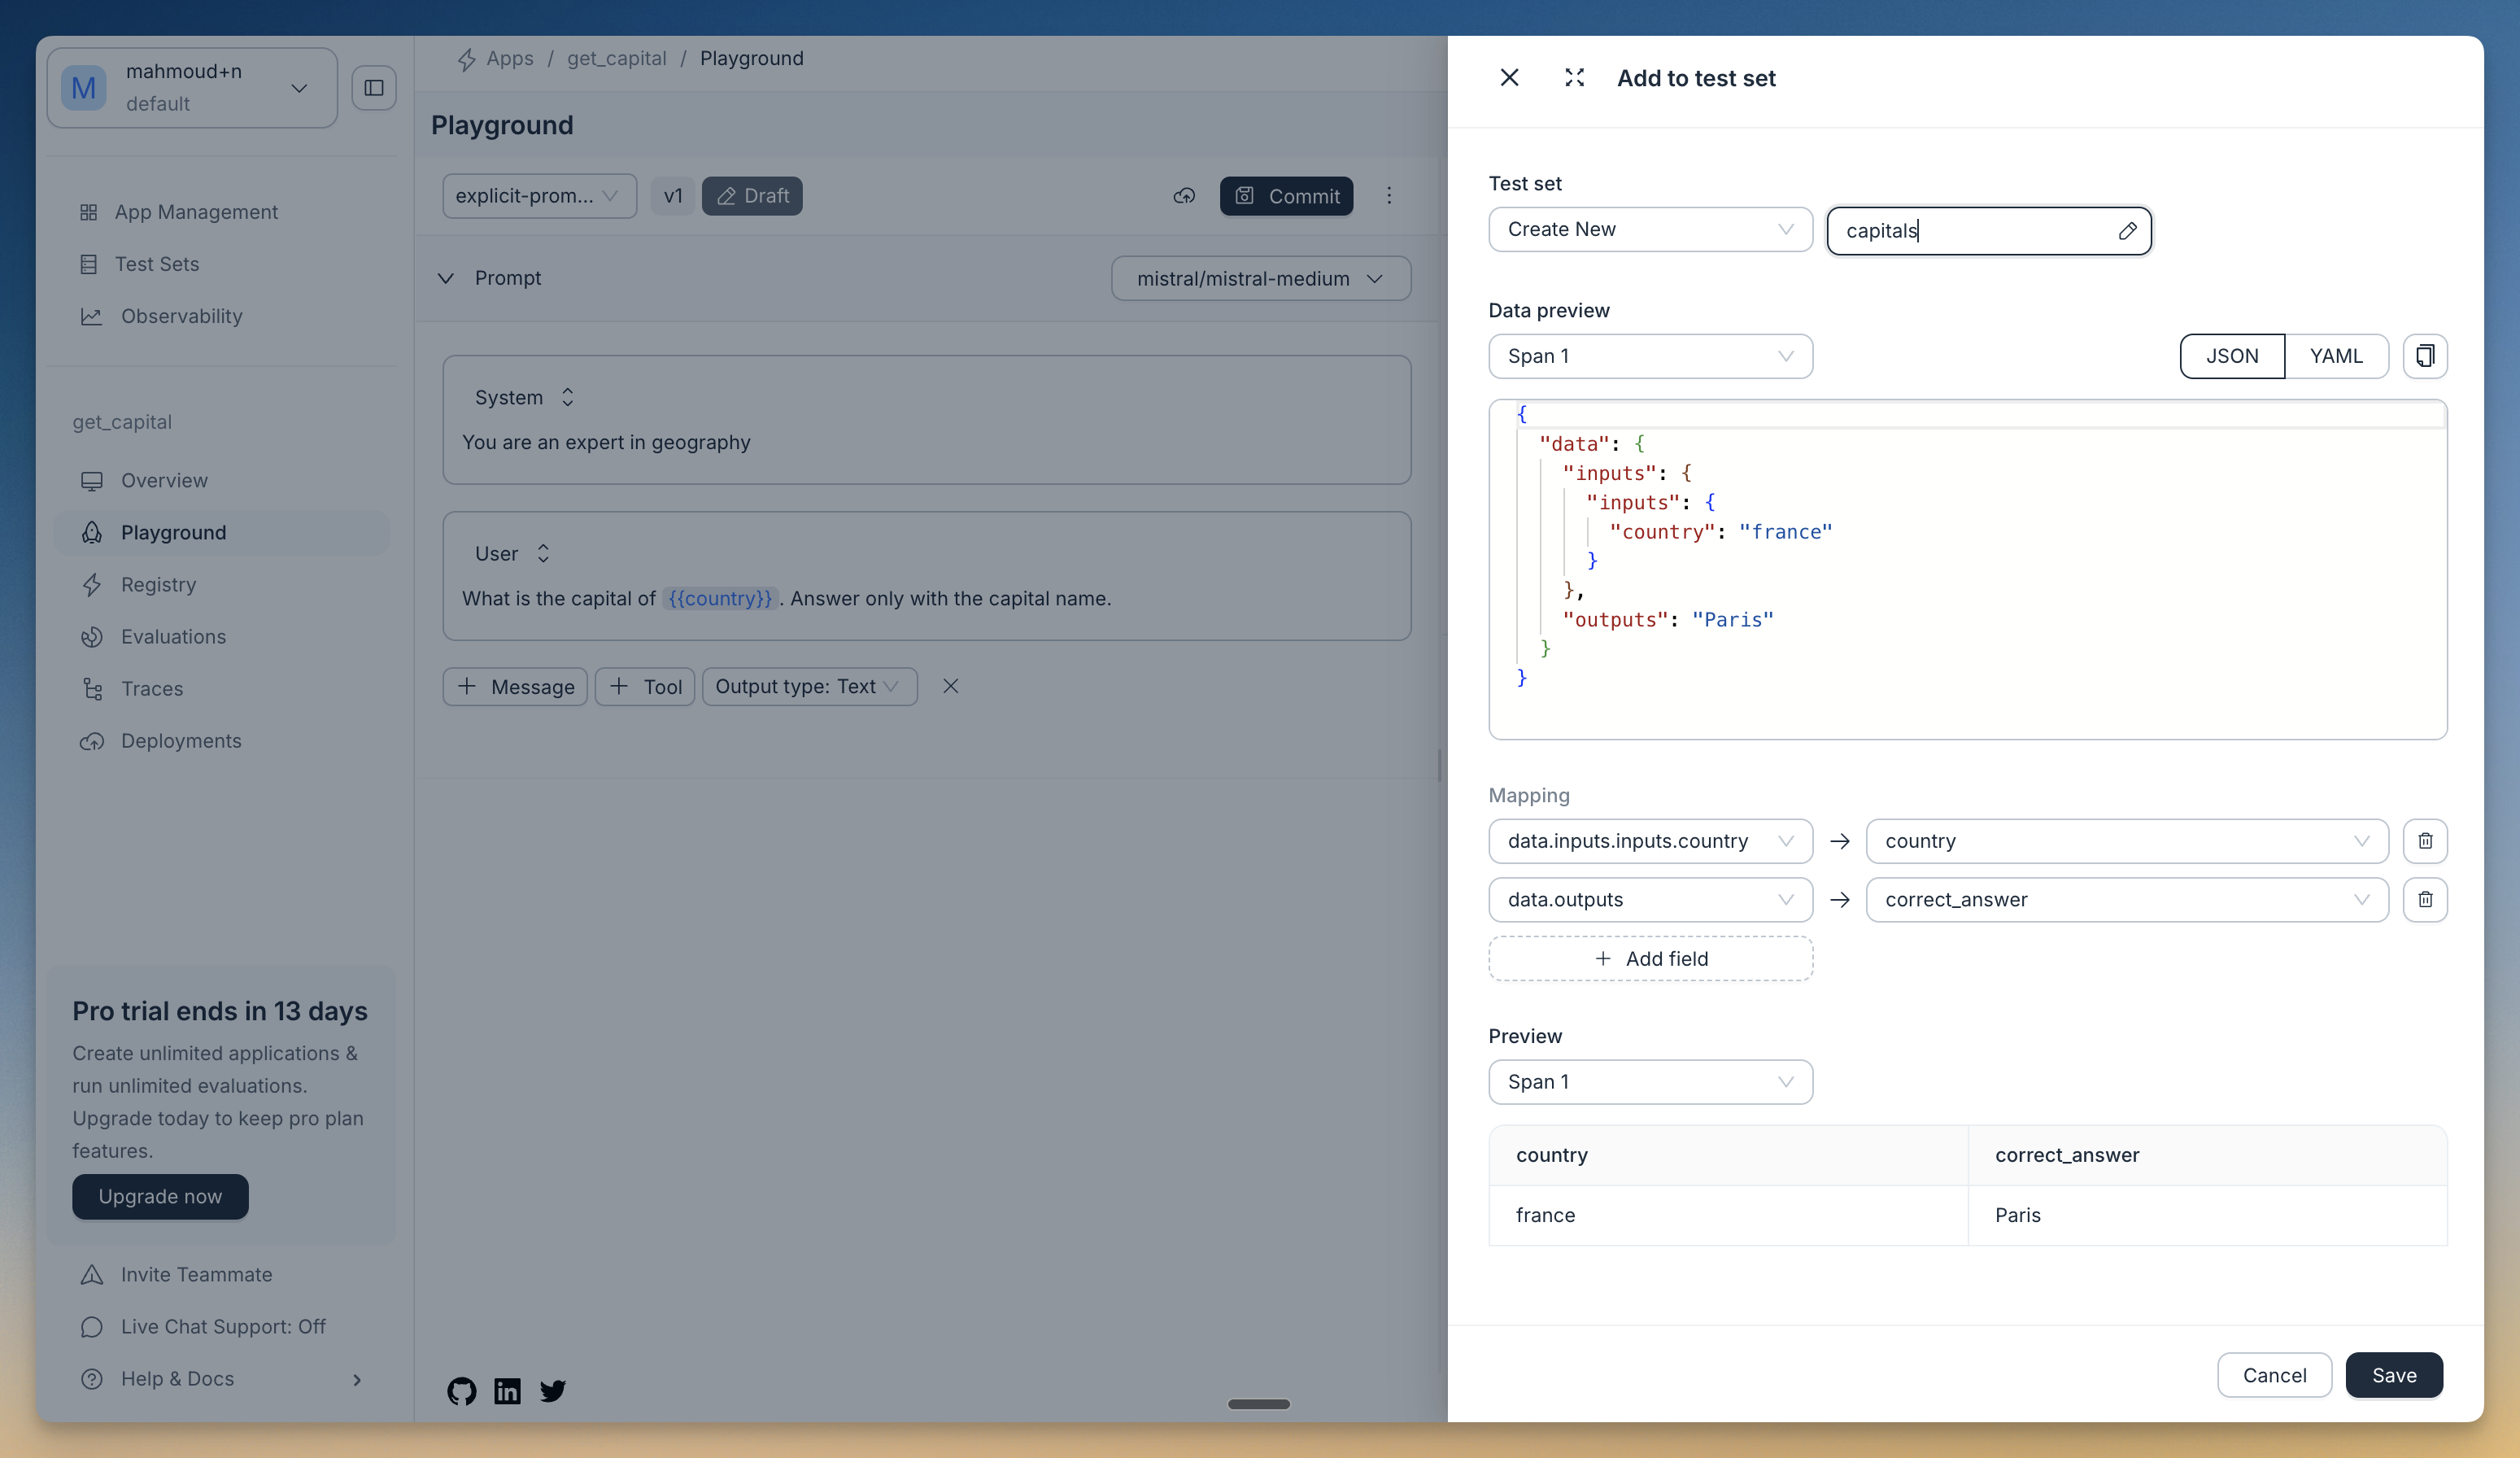 M
mahmoud+n
default
App Management
Test Sets
Observability
get_capital
Overview
Playground
Registry
Evaluations
Traces
Deployments
Pro trial ends in 13 days
Create unlimited applications &
run unlimited evaluations.
Upgrade today to keep pro plan
features.
Upgrade now
Invite Teammate
Live Chat Support: Off
Help & Docs
Apps / get_capital / Playground
Playground
explicit-prom... v1 Draft Commit
Prompt mistral/mistral-medium
System
You are an expert in geography
User
What is the capital of {{country}}. Answer only with the capital name.
Message Tool Output type: Text
in
Add to test set
Test set
Create New capitals
Data preview
Span 1 JSON YAML
{
"data": {
"inputs": {
"inputs": {
"country": "france"
}
},
"outputs": "Paris"
}
}
Mapping
data.inputs.inputs.country → country
data.outputs → correct_answer
+ Add field
Preview
Span 1
country correct_answer
france Paris
Cancel Save